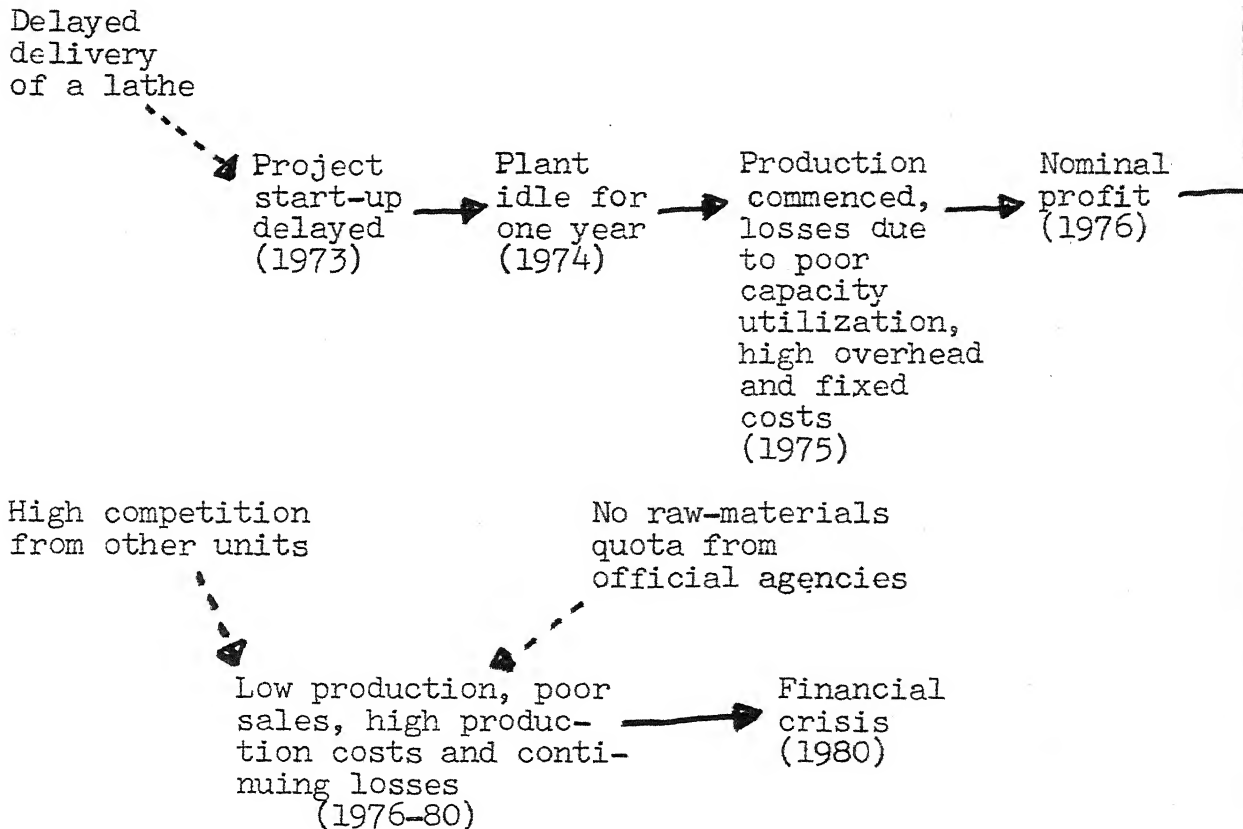 Delayed
delivery
of a lathe
Project
start-up
delayed
(1973)
Plant
idle for
one year
(1974)
Production
commenced,
losses due
to poor
capacity
utilization,
high overhead
and fixed
costs
(1975)
Nominal
profit
(1976)
High competition
from other units
No raw-materials
quota from
official agencies
Low production, poor
sales, high produc-
tion costs and conti-
nuing losses
(1976-80)
Financial
crisis
(1980)